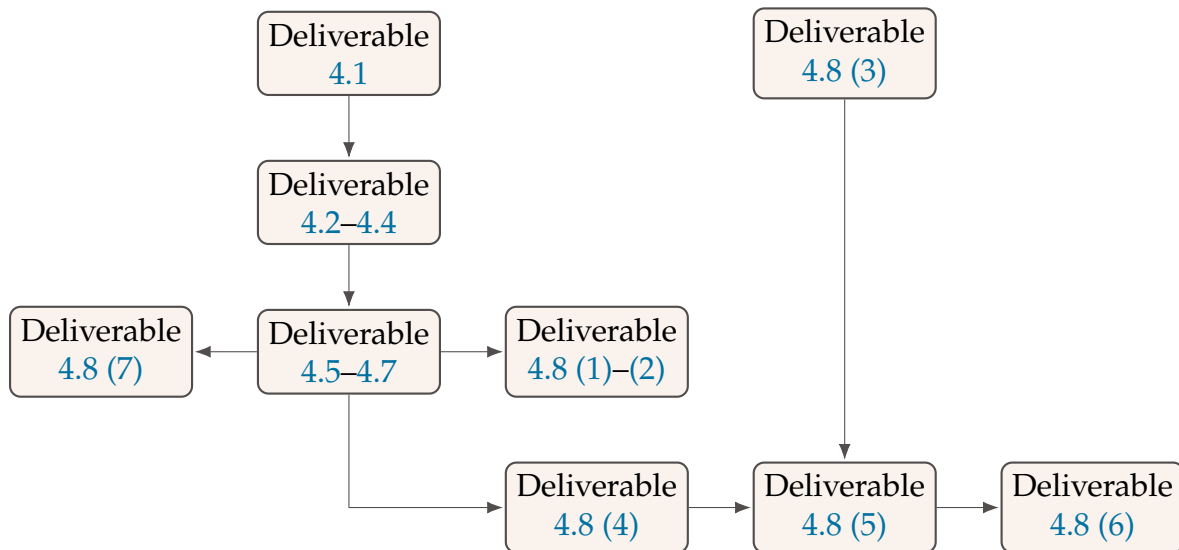 Deliverable
4.1
Deliverable
4.8 (3)
Deliverable
4.2–4.4
Deliverable
4.8 (7)
Deliverable
4.5–4.7
Deliverable
4.8 (1)–(2)
Deliverable
4.8 (4)
Deliverable
4.8 (5)
Deliverable
4.8 (6)